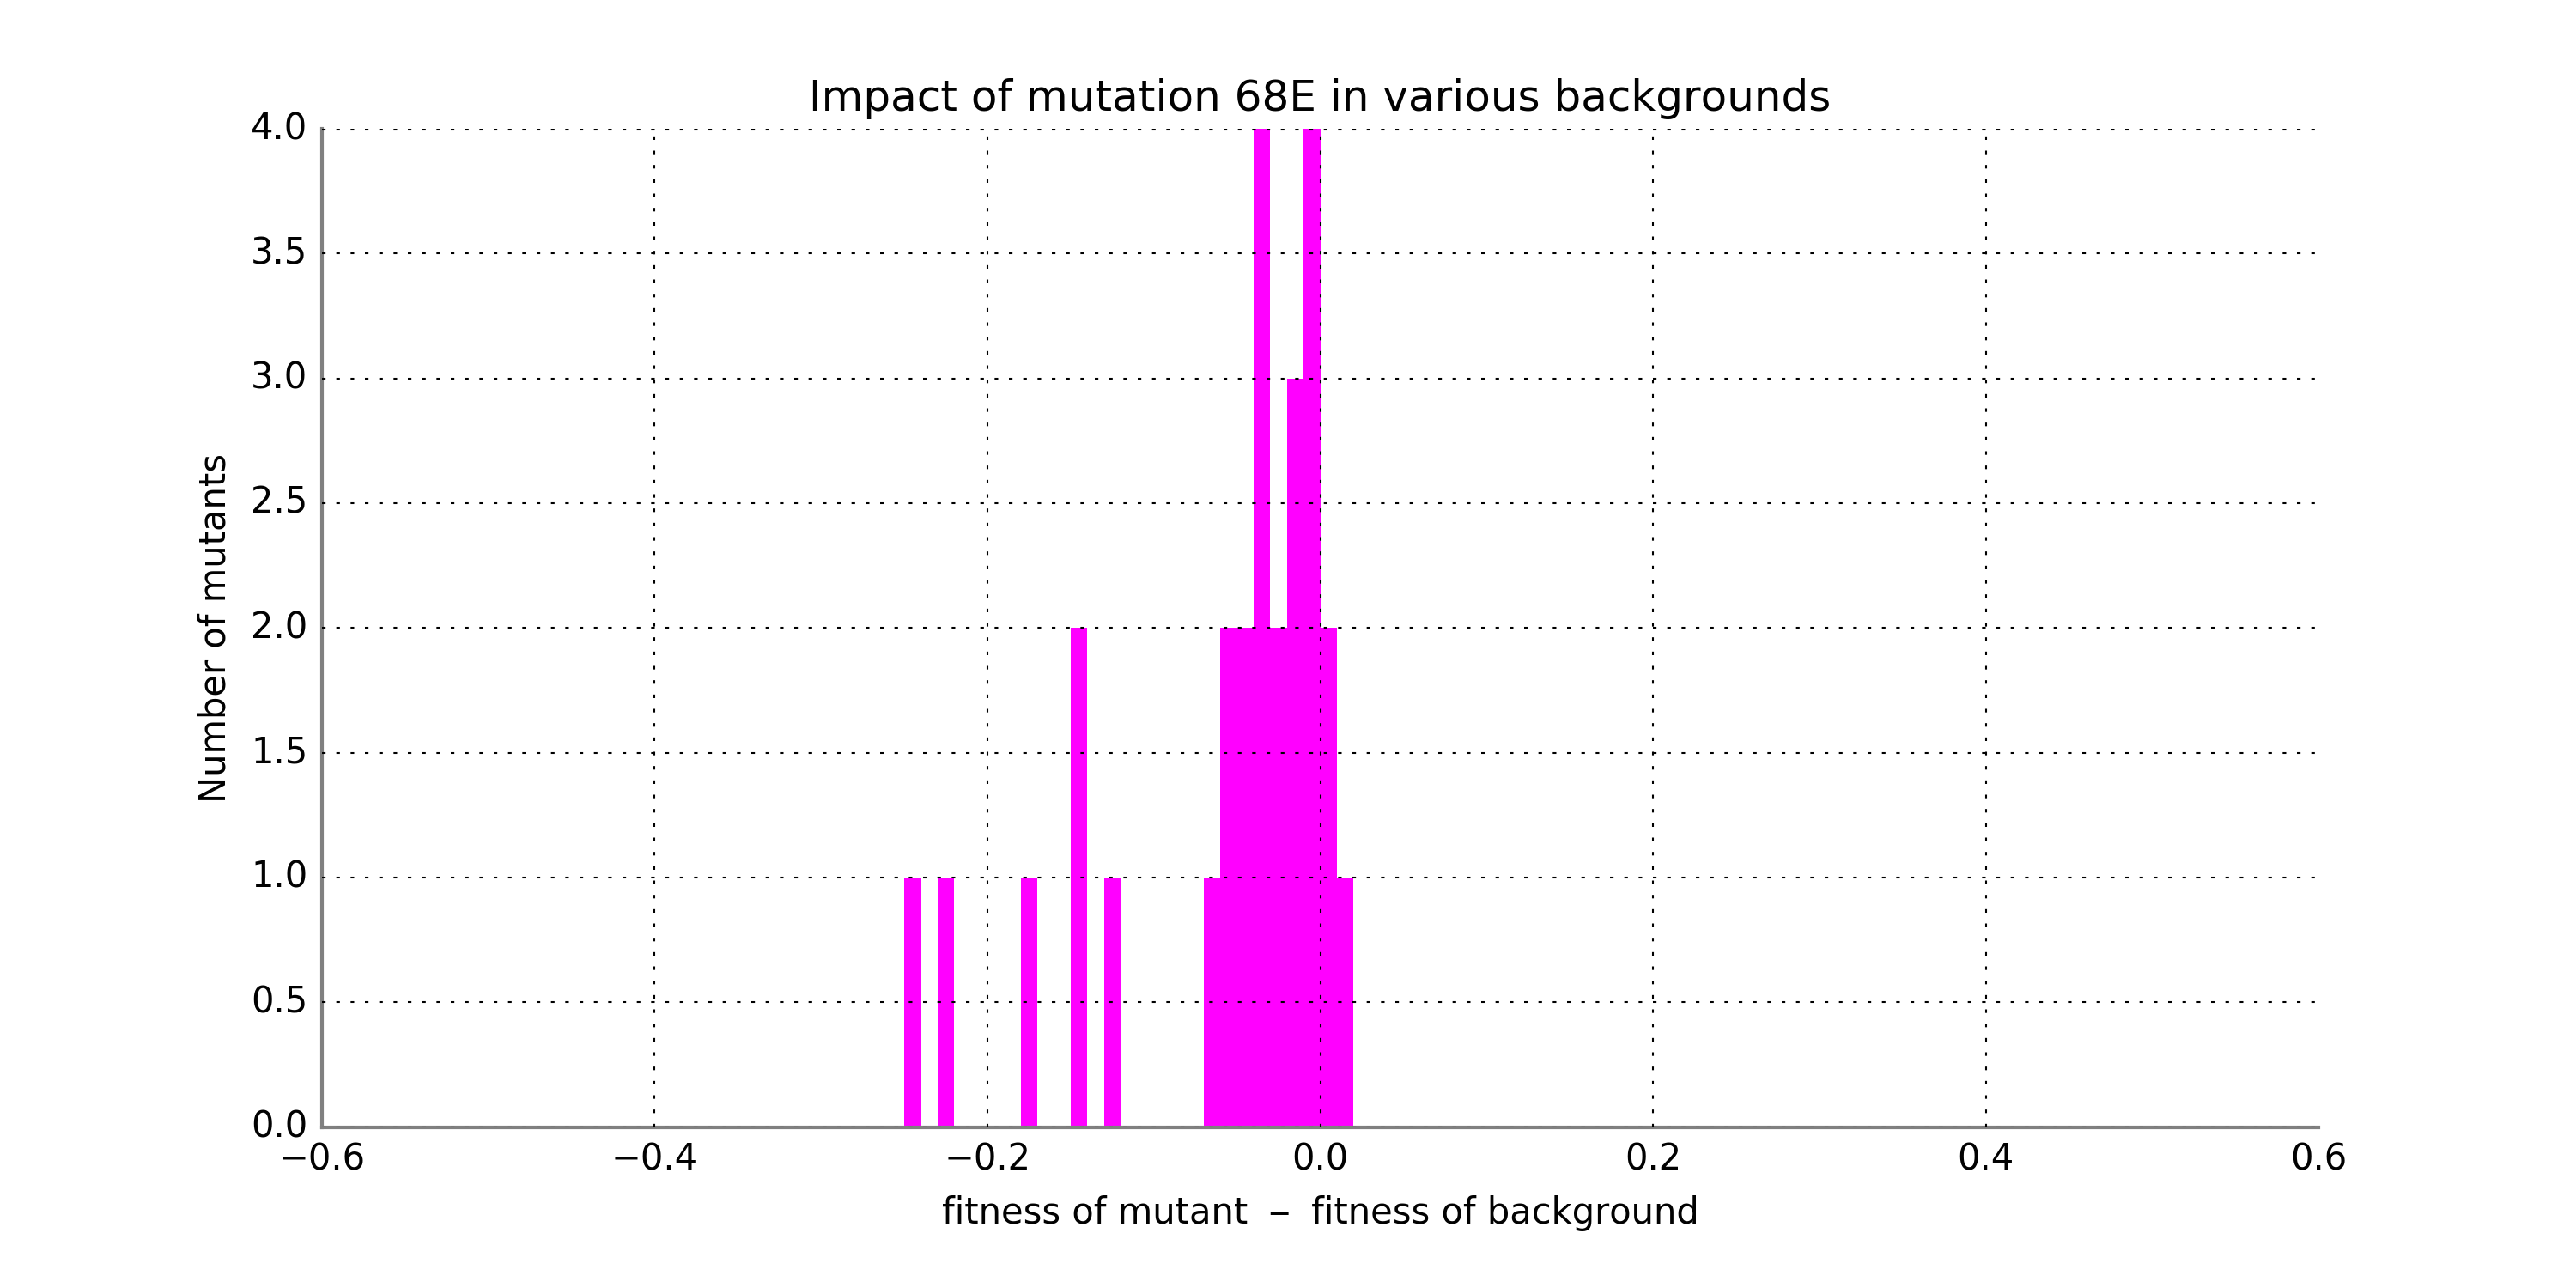 Impact of mutation 68E in various backgrounds
4.0
3.5
3.0
2.5
2.0
1.5
1.0
0.5
0.0
Number of mutants
−0.6 −0.4 −0.2 0.0 0.2 0.4 0.6
fitness of mutant − fitness of background